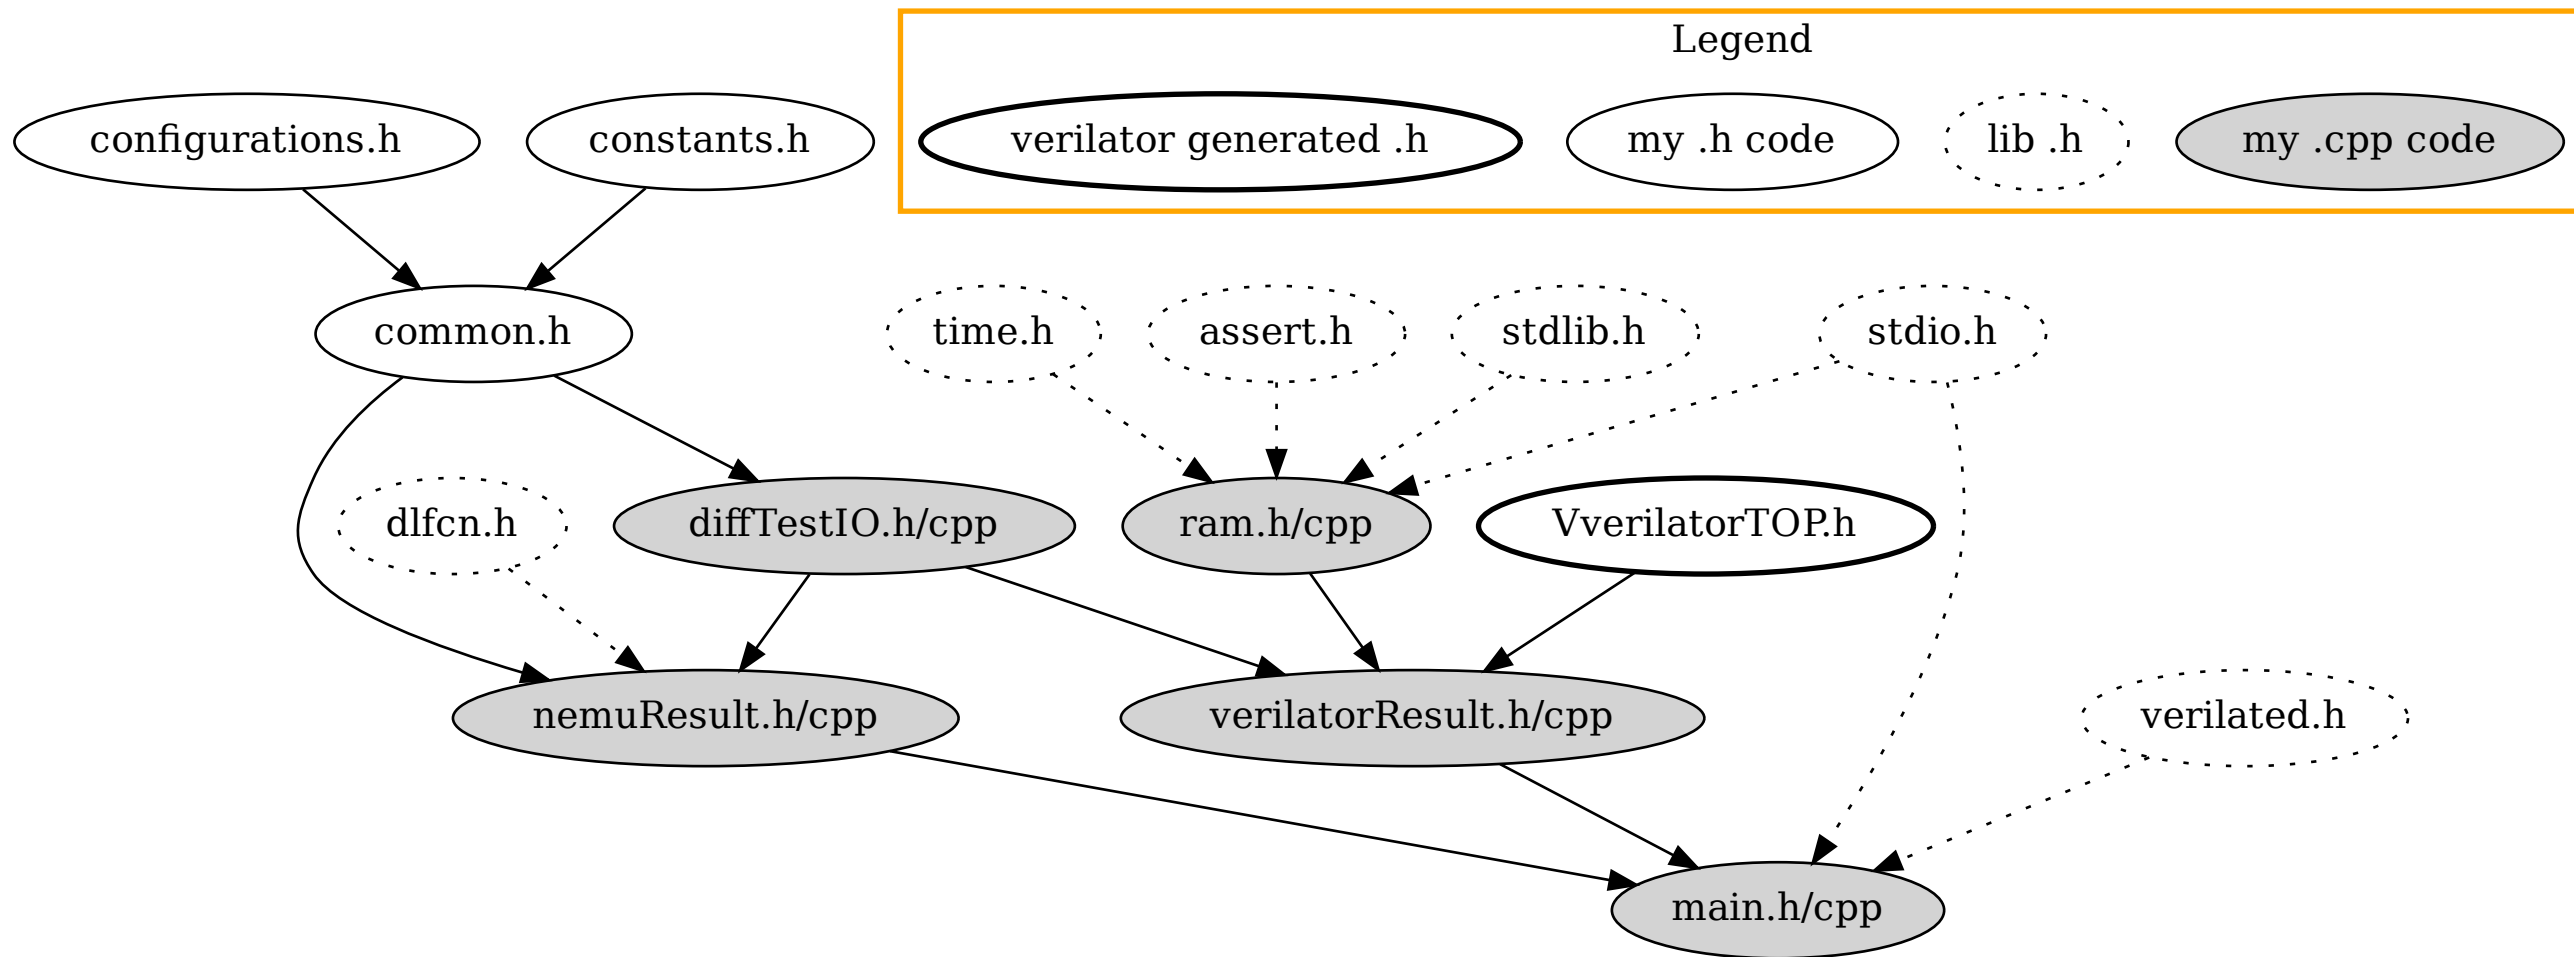 Legend
configurations.h
constants.h
verilator generated .h
my .h code
lib .h
my .cpp code
common.h
time.h
assert.h
stdlib.h
stdio.h
dlfcn.h
diffTestIO.h/cpp
ram.h/cpp
VverilatorTOP.h
nemuResult.h/cpp
verilatorResult.h/cpp
verilated.h
main.h/cpp